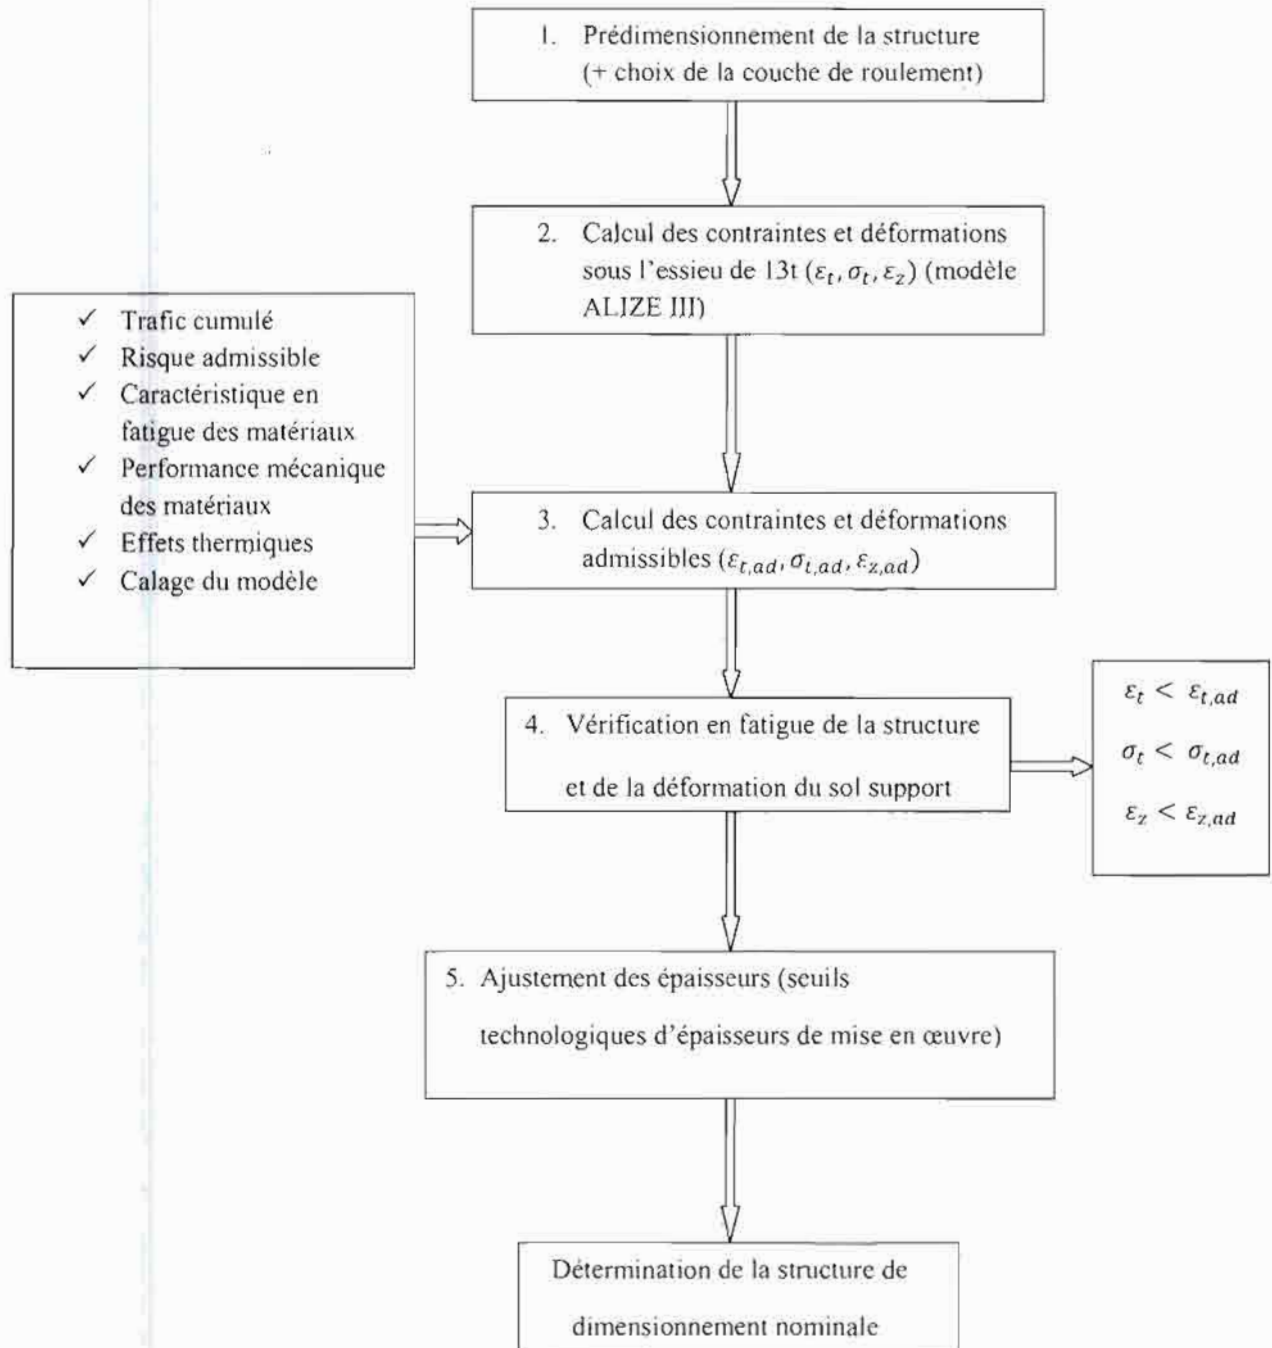 1. Prédimensionnement de la structure
(+ choix de la couche de roulement)
2. Calcul des contraintes et déformations
sous l'essieu de 13t (εt, σt, εz) (modèle
ALIZE III)
✓ Trafic cumulé
✓ Risque admissible
✓ Caractéristique en
fatigue des matériaux
✓ Performance mécanique
des matériaux
✓ Effets thermiques
✓ Calage du modèle
3. Calcul des contraintes et déformations
admissibles (εt,ad, σt,ad, εz,ad)
4. Vérification en fatigue de la structure
et de la déformation du sol support
εt < εt,ad
σt < σt,ad
εz < εz,ad
5. Ajustement des épaisseurs (seuils
technologiques d'épaisseurs de mise en œuvre)
Détermination de la structure de
dimensionnement nominale